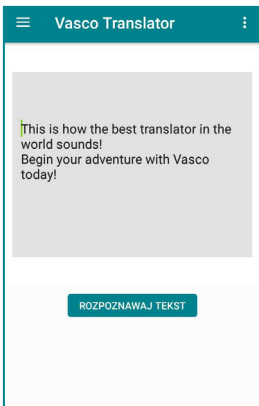 Vasco Translator
This is how the best translator in the
world sounds!
Begin your adventure with Vasco
today!
ROZPOZNAWAJ TEKST